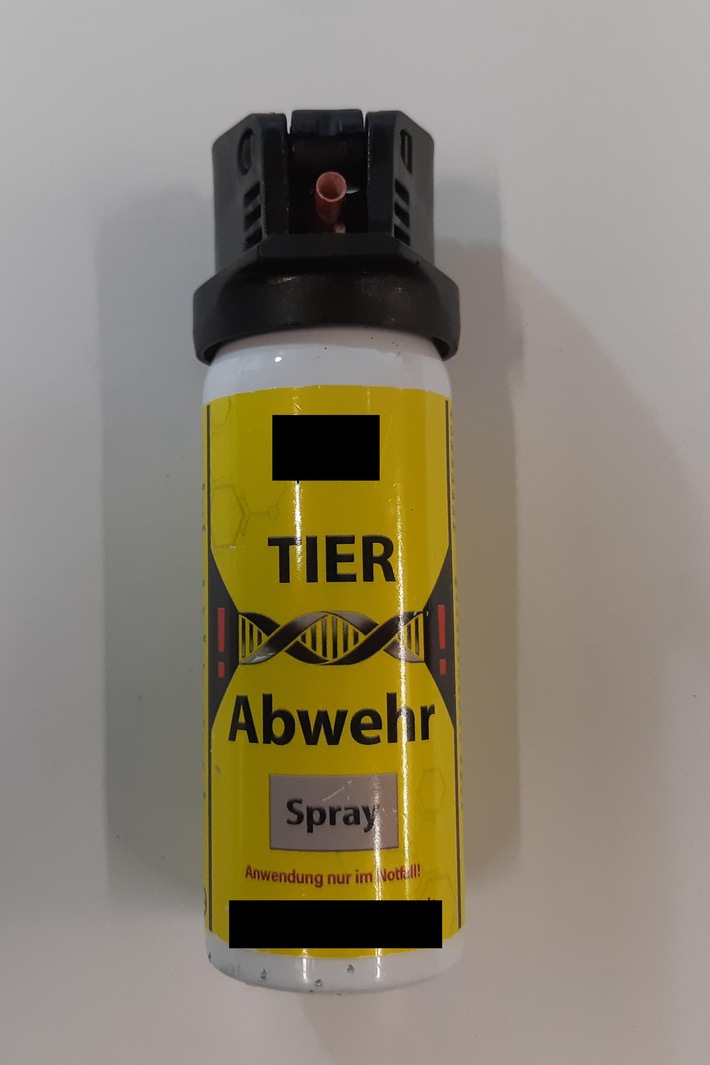 TIER
Abwehr
Spray
Anwendung nur im Notfall!